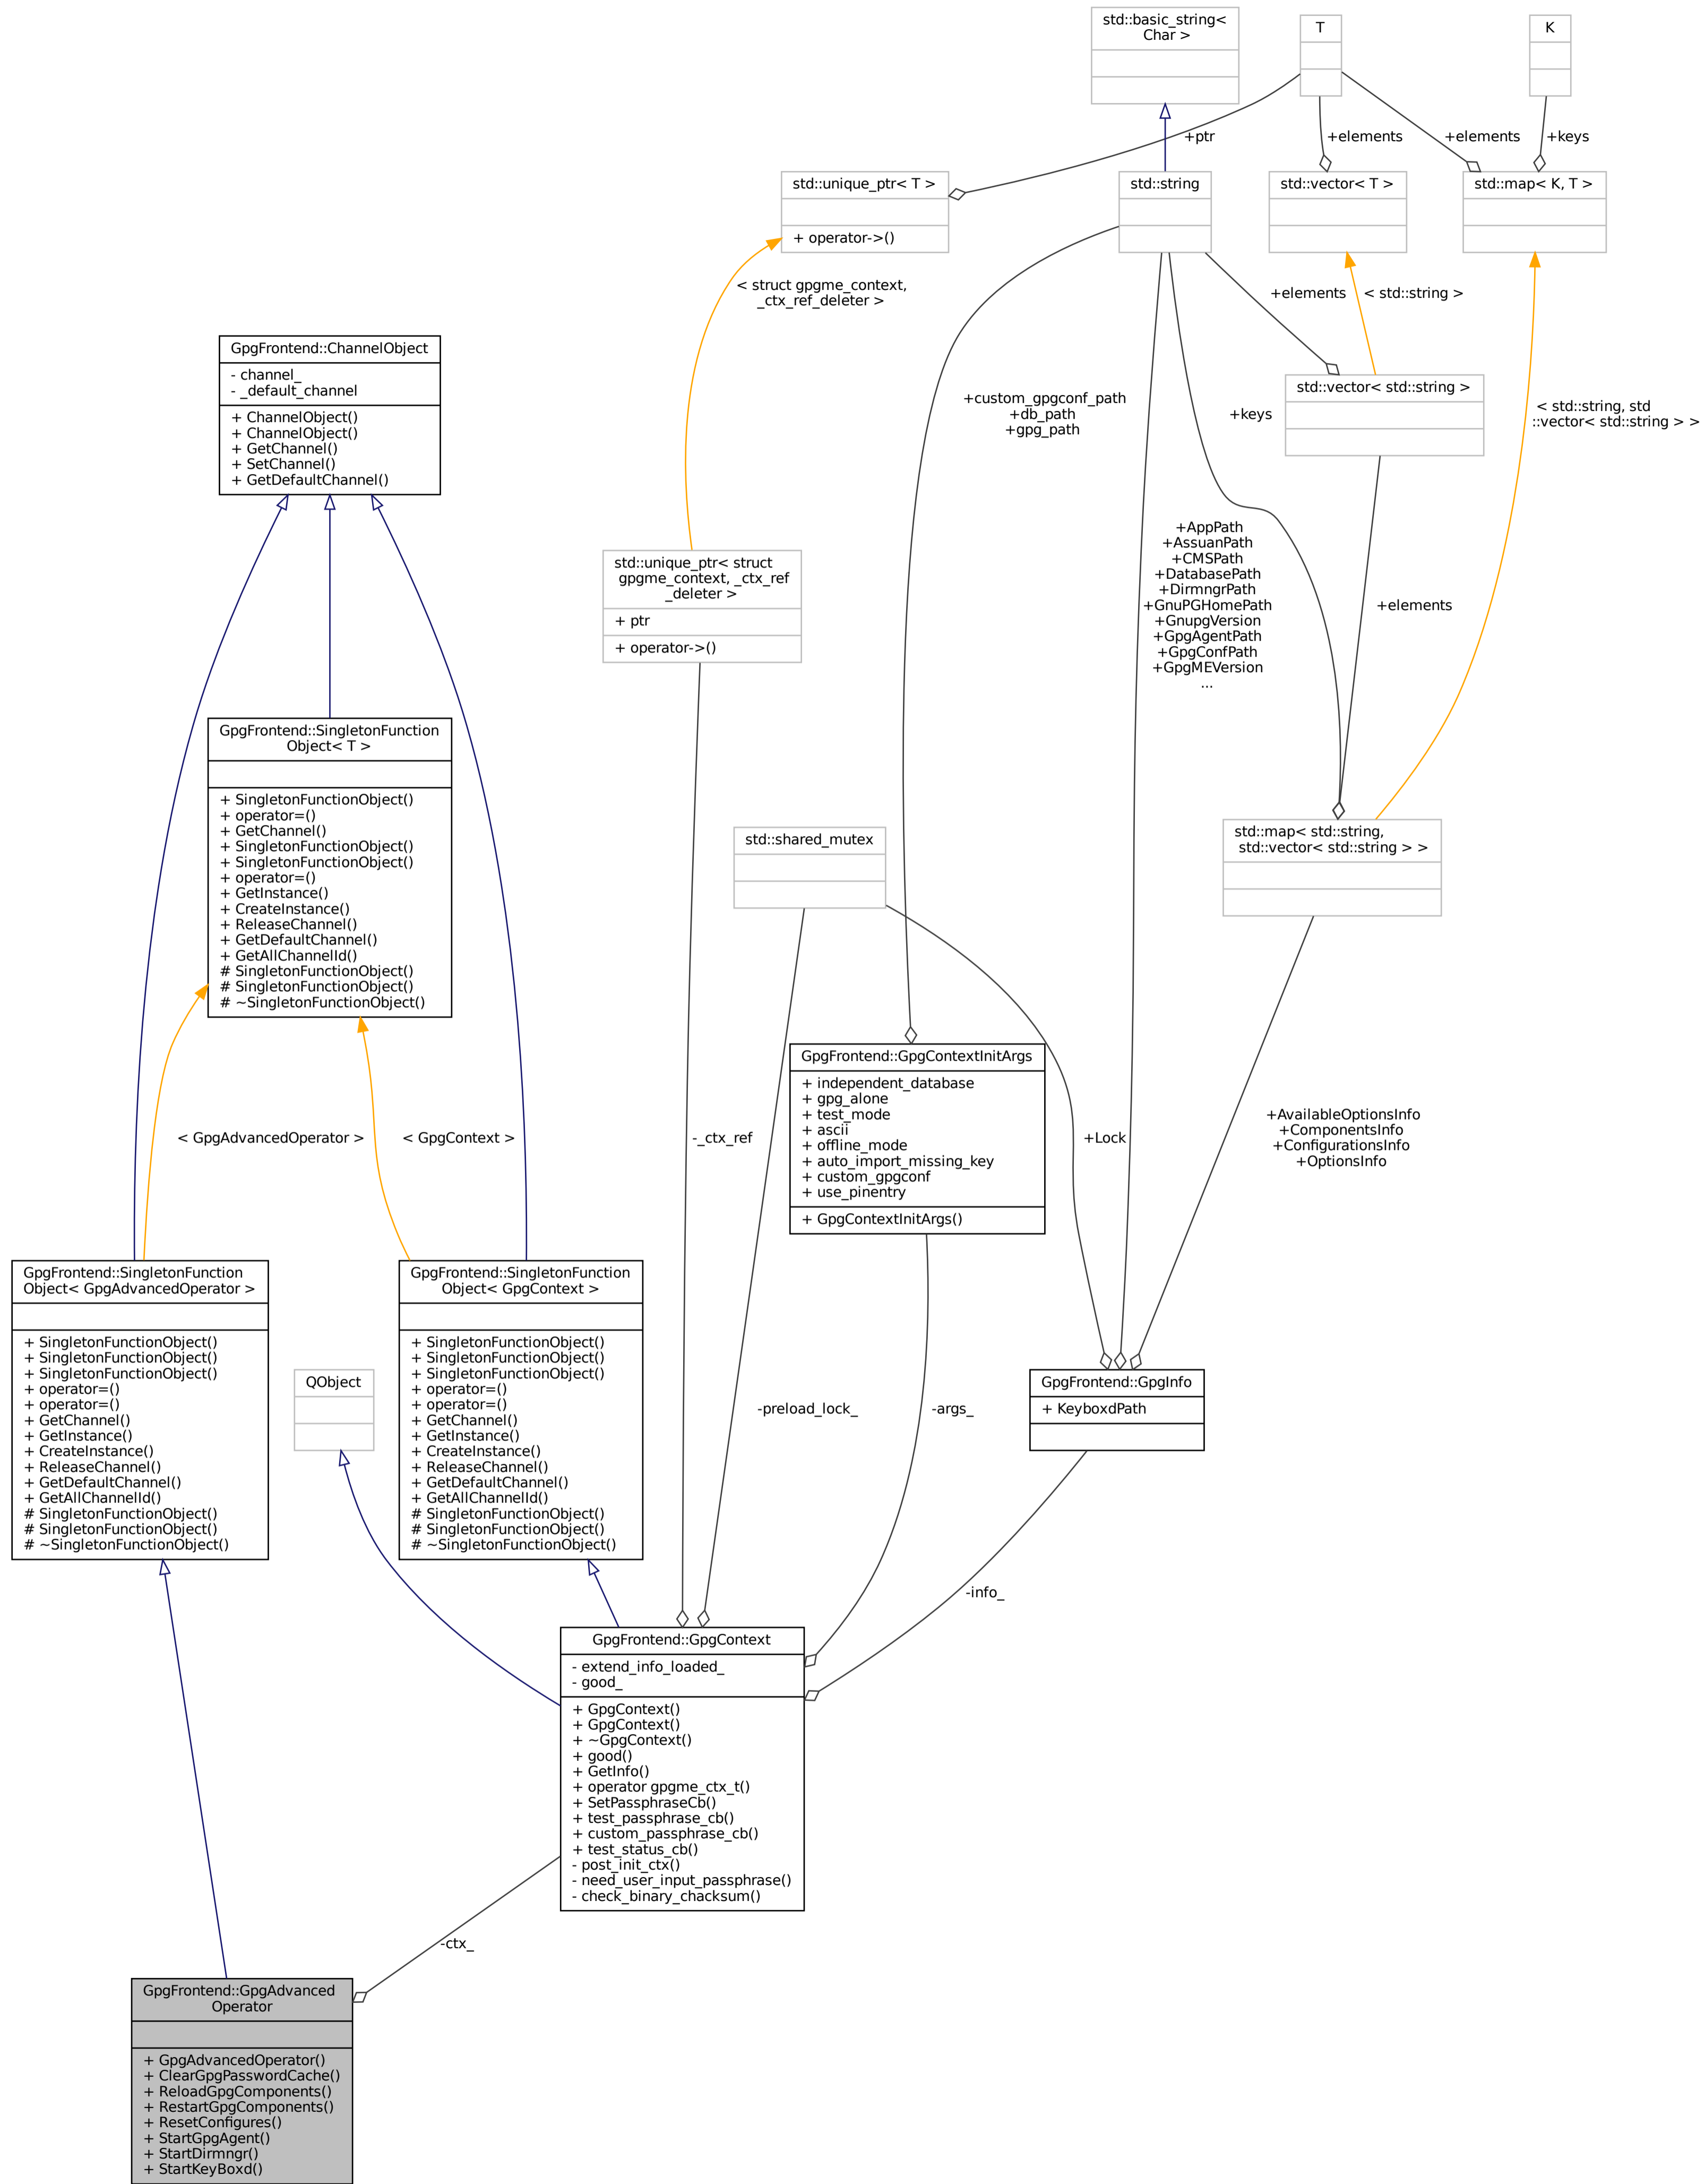 std::basic_string<
Char >
T
K
+ptr
+elements
+elements
+keys
std::unique_ptr< T >
+ operator->()
std::string
std::vector< T >
std::map< K, T >
< struct gpgme_context,
_ctx_ref_deleter >
+elements
< std::string >
GpgFrontend::ChannelObject
- channel_
- _default_channel
+ ChannelObject()
+ ChannelObject()
+ GetChannel()
+ SetChannel()
+ GetDefaultChannel()
+custom_gpgconf_path
+db_path
+gpg_path
+keys
std::vector< std::string >
< std::string, std
::vector< std::string > >
std::unique_ptr< struct
gpgme_context, _ctx_ref
_deleter >
+ ptr
+ operator->()
+AppPath
+AssuanPath
+CMSPath
+DatabasePath
+DirmngrPath
+GnuPGHomePath
+GnupgVersion
+GpgAgentPath
+GpgConfPath
+GpgMEVersion
...
+elements
GpgFrontend::SingletonFunction
Object< T >
+ SingletonFunctionObject()
+ operator=()
+ GetChannel()
+ SingletonFunctionObject()
+ SingletonFunctionObject()
+ operator=()
+ GetInstance()
+ CreateInstance()
+ ReleaseChannel()
+ GetDefaultChannel()
+ GetAllChannelId()
# SingletonFunctionObject()
# SingletonFunctionObject()
# ~SingletonFunctionObject()
std::shared_mutex
std::map< std::string,
std::vector< std::string > >
GpgFrontend::GpgContextInitArgs
+ independent_database
+ gpg_alone
+ test_mode
+ ascii
+ offline_mode
+ auto_import_missing_key
+ custom_gpgconf
+ use_pinentry
+ GpgContextInitArgs()
< GpgAdvancedOperator >
< GpgContext >
-_ctx_ref
+Lock
+AvailableOptionsInfo
+ComponentsInfo
+ConfigurationsInfo
+OptionsInfo
GpgFrontend::SingletonFunction
Object< GpgAdvancedOperator >
+ SingletonFunctionObject()
+ SingletonFunctionObject()
+ SingletonFunctionObject()
+ operator=()
+ operator=()
+ GetChannel()
+ GetInstance()
+ CreateInstance()
+ ReleaseChannel()
+ GetDefaultChannel()
+ GetAllChannelId()
# SingletonFunctionObject()
# SingletonFunctionObject()
# ~SingletonFunctionObject()
QObject
GpgFrontend::SingletonFunction
Object< GpgContext >
+ SingletonFunctionObject()
+ SingletonFunctionObject()
+ SingletonFunctionObject()
+ operator=()
+ operator=()
+ GetChannel()
+ GetInstance()
+ CreateInstance()
+ ReleaseChannel()
+ GetDefaultChannel()
+ GetAllChannelId()
# SingletonFunctionObject()
# SingletonFunctionObject()
# ~SingletonFunctionObject()
-preload_lock_
-args_
GpgFrontend::GpgInfo
+ KeyboxdPath
-info_
GpgFrontend::GpgContext
- extend_info_loaded_
- good_
+ GpgContext()
+ GpgContext()
+ ~GpgContext()
+ good()
+ GetInfo()
+ operator gpgme_ctx_t()
+ SetPassphraseCb()
+ test_passphrase_cb()
+ custom_passphrase_cb()
+ test_status_cb()
- post_init_ctx()
- need_user_input_passphrase()
- check_binary_chacksum()
-ctx_
GpgFrontend::GpgAdvanced
Operator
+ GpgAdvancedOperator()
+ ClearGpgPasswordCache()
+ ReloadGpgComponents()
+ RestartGpgComponents()
+ ResetConfigures()
+ StartGpgAgent()
+ StartDirmngr()
+ StartKeyBoxd()